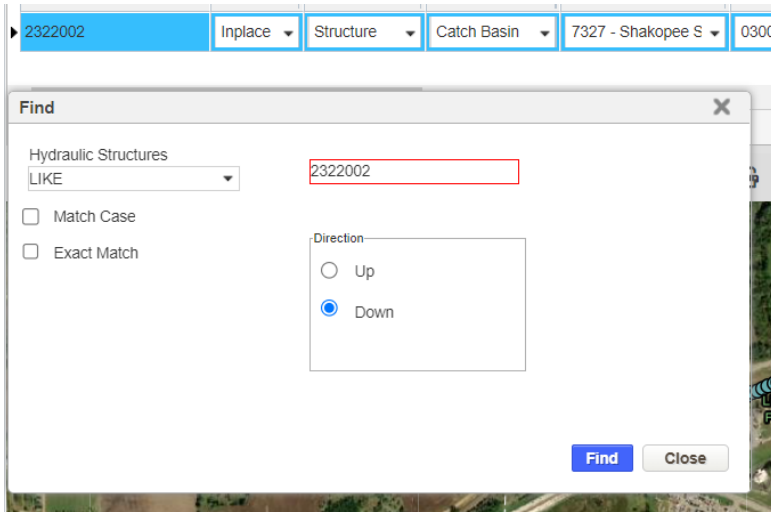 2322002 Inplace Structure Catch Basin 7327 - Shakopee S 0300
Find
Hydraulic Structures
LIKE
2322002
Match Case
Exact Match
Direction
Up
Down
Find Close